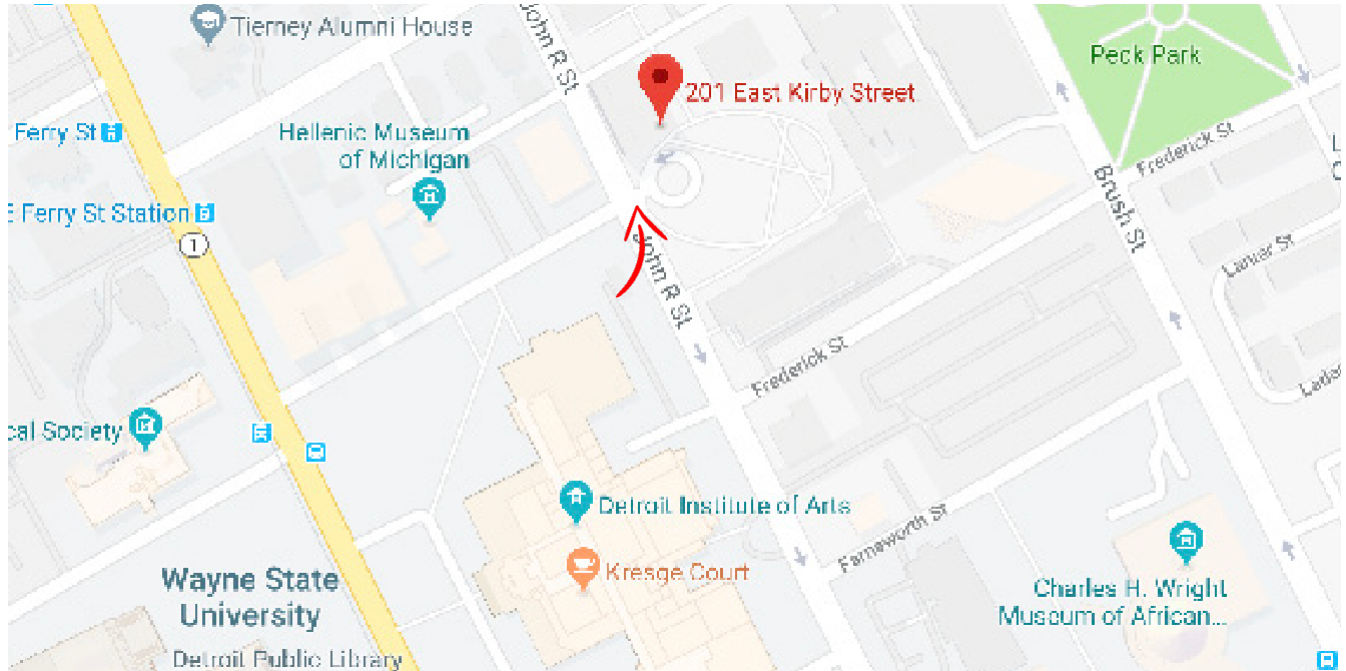 Tierney Alumni House
John R St
201 East Kirby Street
Peck Park
Ferry St
Hellenic Museum
of Michigan
Frederick St
L
C
E Ferry St Station
1
Brush St
John R St
Frederick St
cal Society
Detroit Institute of Arts
Farnsworth St
Kresge Court
Wayne State
University
Charles H. Wright
Museum of African...
Detroit Public Library